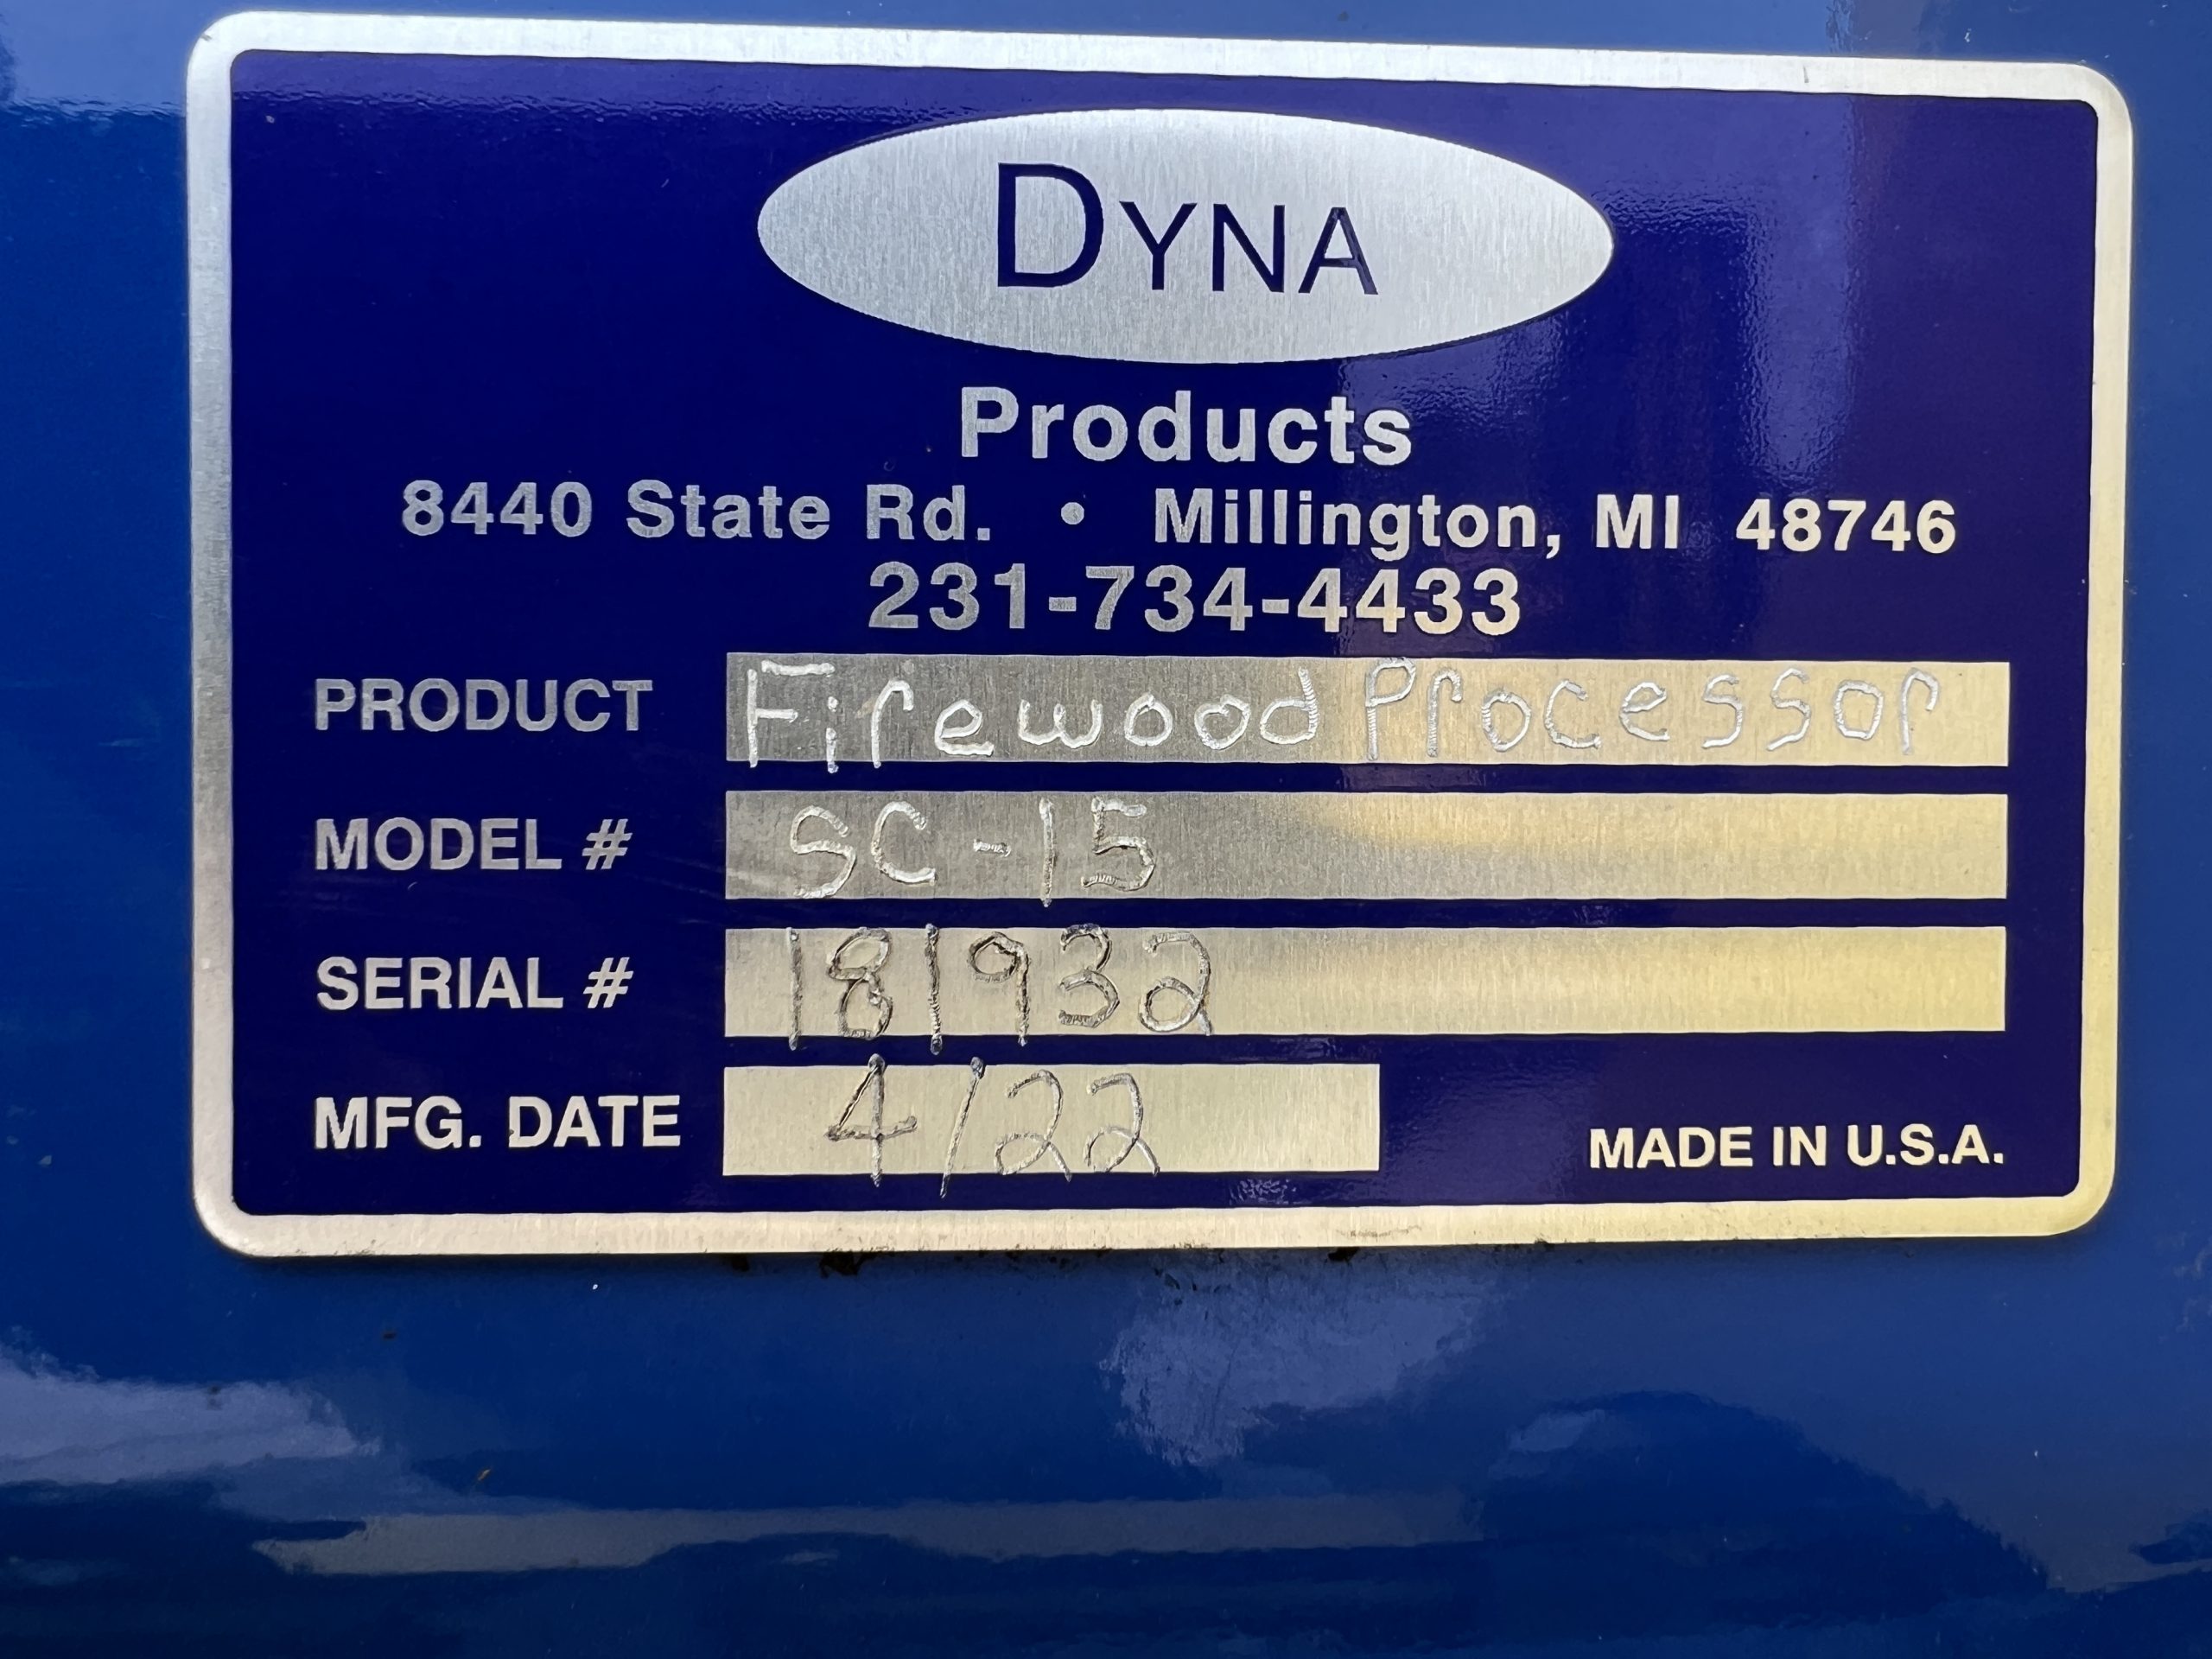 DYNA
Products
8440 State Rd. • Millington, MI 48746
231-734-4433
PRODUCT Firewood Processor
MODEL # SC-15
SERIAL # 181932
MFG. DATE 4/22
MADE IN U.S.A.